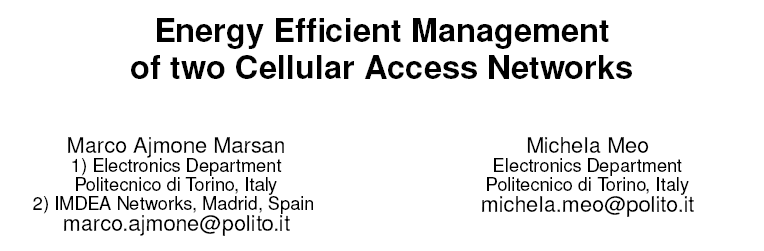 Energy Efficient Management
of two Cellular Access Networks
Marco Ajmone Marsan
1) Electronics Department
Politecnico di Torino, Italy
2) IMDEA Networks, Madrid, Spain
marco.ajmone@polito.it
Michela Meo
Electronics Department
Politecnico di Torino, Italy
michela.meo@polito.it